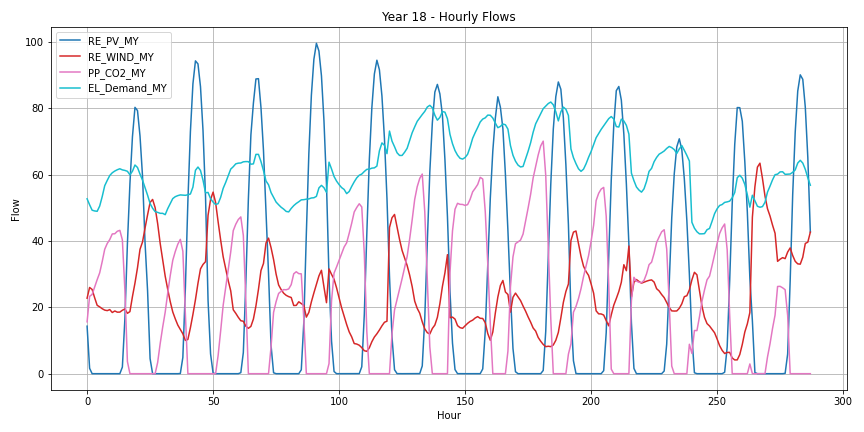 Year 18 - Hourly Flows
RE_PV_MY
RE_WIND_MY
PP_CO2_MY
EL_Demand_MY
Flow
100
80
60
40
20
0
0 50 100 150 200 250 300
Hour